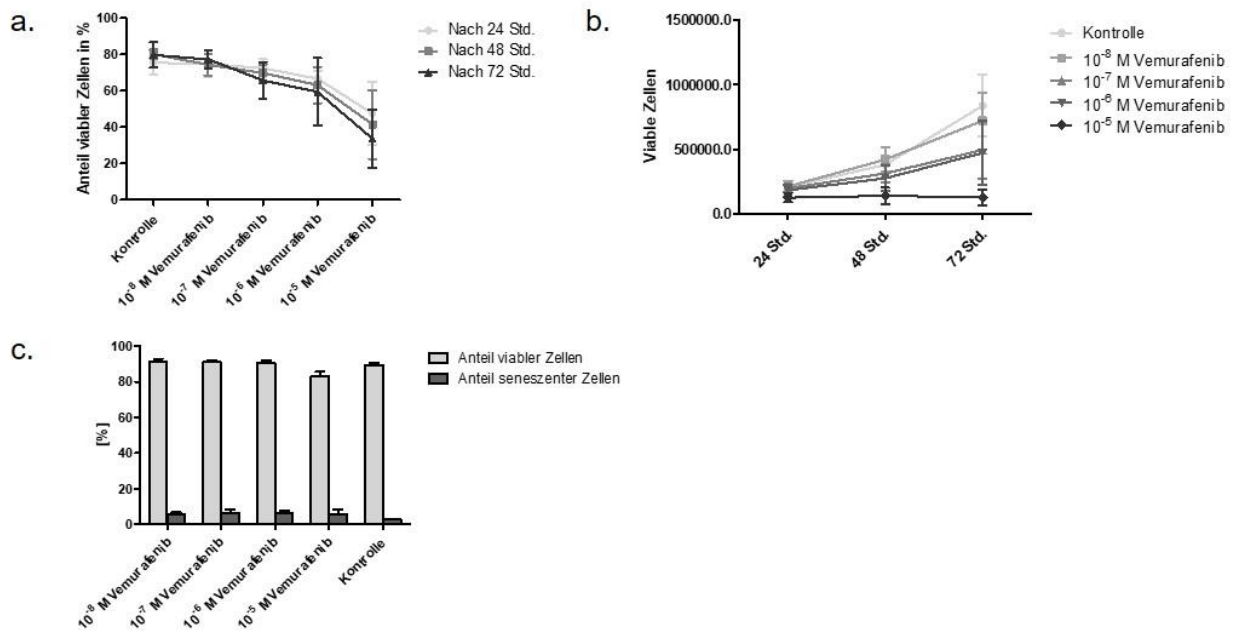 a.
Anteil viabler Zellen in %
100
80
60
40
20
0
Kontrolle
10⁻⁸ M Vemurafenib
10⁻⁷ M Vemurafenib
10⁻⁶ M Vemurafenib
10⁻⁵ M Vemurafenib
Nach 24 Std.
Nach 48 Std.
Nach 72 Std.
b.
Viable Zellen
1500000.0
1000000.0
500000.0
0.0
24 Std.
48 Std.
72 Std.
Kontrolle
10⁻⁸ M Vemurafenib
10⁻⁷ M Vemurafenib
10⁻⁶ M Vemurafenib
10⁻⁵ M Vemurafenib
c.
[%]
100
80
60
40
20
0
10⁻⁸ M Vemurafenib
10⁻⁷ M Vemurafenib
10⁻⁶ M Vemurafenib
10⁻⁵ M Vemurafenib
Kontrolle
Anteil viabler Zellen
Anteil seneszenter Zellen